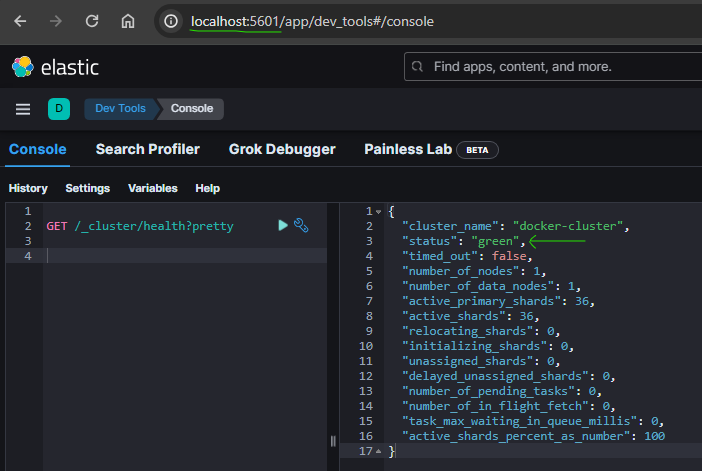 localhost:5601/app/dev_tools#/console
elastic
Find apps, content, and more.
D
Dev Tools
Console
Console
Search Profiler
Grok Debugger
Painless Lab
BETA
History
Settings
Variables
Help
1
2 GET /_cluster/health?pretty
3
4
1 {
2 "cluster_name": "docker-cluster",
3 "status": "green",
4 "timed_out": false,
5 "number_of_nodes": 1,
6 "number_of_data_nodes": 1,
7 "active_primary_shards": 36,
8 "active_shards": 36,
9 "relocating_shards": 0,
10 "initializing_shards": 0,
11 "unassigned_shards": 0,
12 "delayed_unassigned_shards": 0,
13 "number_of_pending_tasks": 0,
14 "number_of_in_flight_fetch": 0,
15 "task_max_waiting_in_queue_millis": 0,
16 "active_shards_percent_as_number": 100
17 }